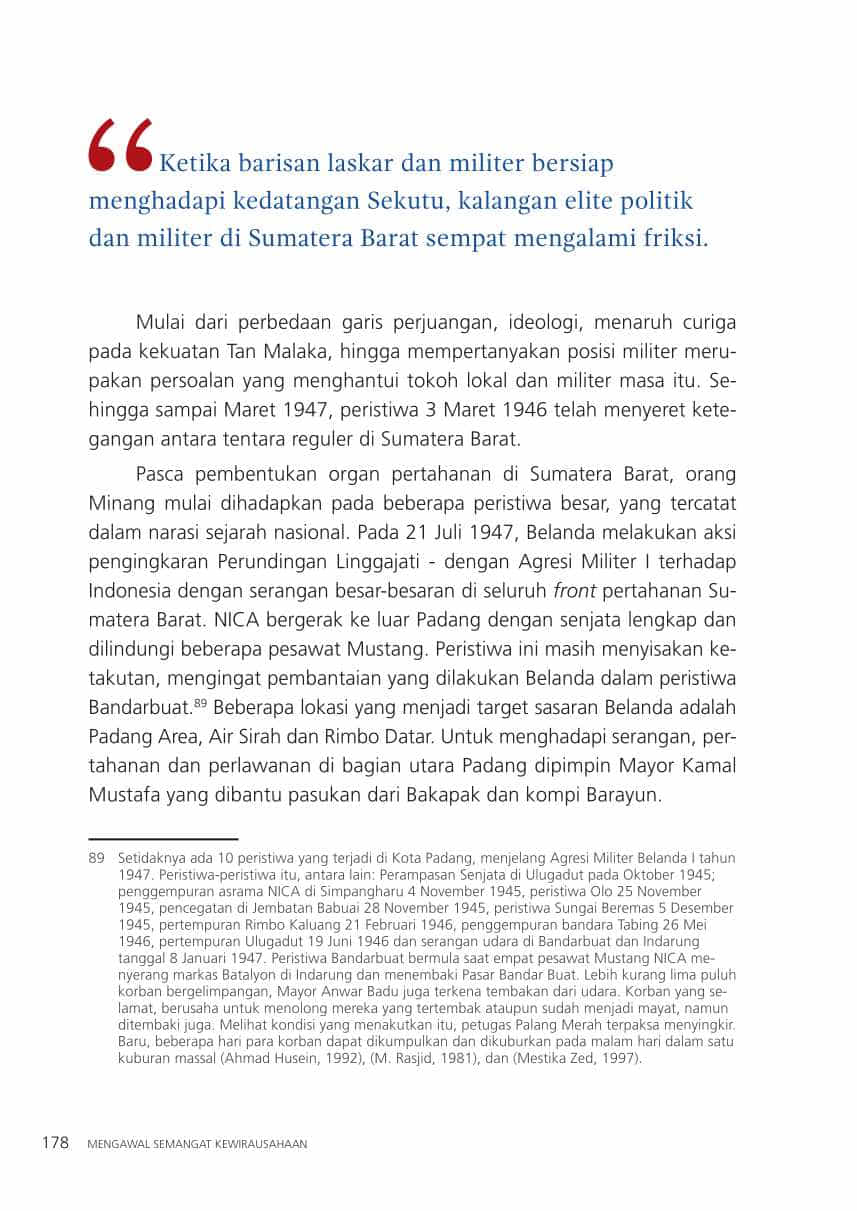 “Ketika barisan laskar dan militer bersiap
menghadapi kedatangan Sekutu, kalangan elite politik
dan militer di Sumatera Barat sempat mengalami friksi.
Mulai dari perbedaan garis perjuangan, ideologi, menaruh curiga
pada kekuatan Tan Malaka, hingga mempertanyakan posisi militer meru-
pakan persoalan yang menghantui tokoh lokal dan militer masa itu. Se-
hingga sampai Maret 1947, peristiwa 3 Maret 1946 telah menyeret kete-
gangan antara tentara reguler di Sumatera Barat.
Pasca pembentukan organ pertahanan di Sumatera Barat, orang
Minang mulai dihadapkan pada beberapa peristiwa besar, yang tercatat
dalam narasi sejarah nasional. Pada 21 Juli 1947, Belanda melakukan aksi
pengingkaran Perundingan Linggajati - dengan Agresi Militer I terhadap
Indonesia dengan serangan besar-besaran di seluruh front pertahanan Su-
matera Barat. NICA bergerak ke luar Padang dengan senjata lengkap dan
dilindungi beberapa pesawat Mustang. Peristiwa ini masih menyisakan ke-
takutan, mengingat pembantaian yang dilakukan Belanda dalam peristiwa
Bandarbuat.89 Beberapa lokasi yang menjadi target sasaran Belanda adalah
Padang Area, Air Sirah dan Rimbo Datar. Untuk menghadapi serangan, per-
tahanan dan perlawanan di bagian utara Padang dipimpin Mayor Kamal
Mustafa yang dibantu pasukan dari Bakapak dan kompi Barayun.
89 Setidaknya ada 10 peristiwa yang terjadi di Kota Padang, menjelang Agresi Militer Belanda I tahun
1947. Peristiwa-peristiwa itu, antara lain: Perampasan Senjata di Ulugadut pada Oktober 1945;
penggempuran asrama NICA di Simpangharu 4 November 1945, peristiwa Olo 25 November
1945, pencegatan di Jembatan Babuai 28 November 1945, peristiwa Sungai Beremas 5 Desember
1945, pertempuran Rimbo Kaluang 21 Februari 1946, penggempuran bandara Tabing 26 Mei
1946, pertempuran Ulugadut 19 Juni 1946 dan serangan udara di Bandarbuat dan Indarung
tanggal 8 Januari 1947. Peristiwa Bandarbuat bermula saat empat pesawat Mustang NICA me-
nyerang markas Batalyon di Indarung dan menembaki Pasar Bandar Buat. Lebih kurang lima puluh
korban bergelimpangan, Mayor Anwar Badu juga terkena tembakan dari udara. Korban yang se-
lamat, berusaha untuk menolong mereka yang tertembak ataupun sudah menjadi mayat, namun
ditembaki juga. Melihat kondisi yang menakutkan itu, petugas Palang Merah terpaksa menyingkir.
Baru, beberapa hari para korban dapat dikumpulkan dan dikuburkan pada malam hari dalam satu
kuburan massal (Ahmad Husein, 1992), (M. Rasjid, 1981), dan (Mestika Zed, 1997).
178 MENGAWAL SEMANGAT KEWIRAUSAHAAN